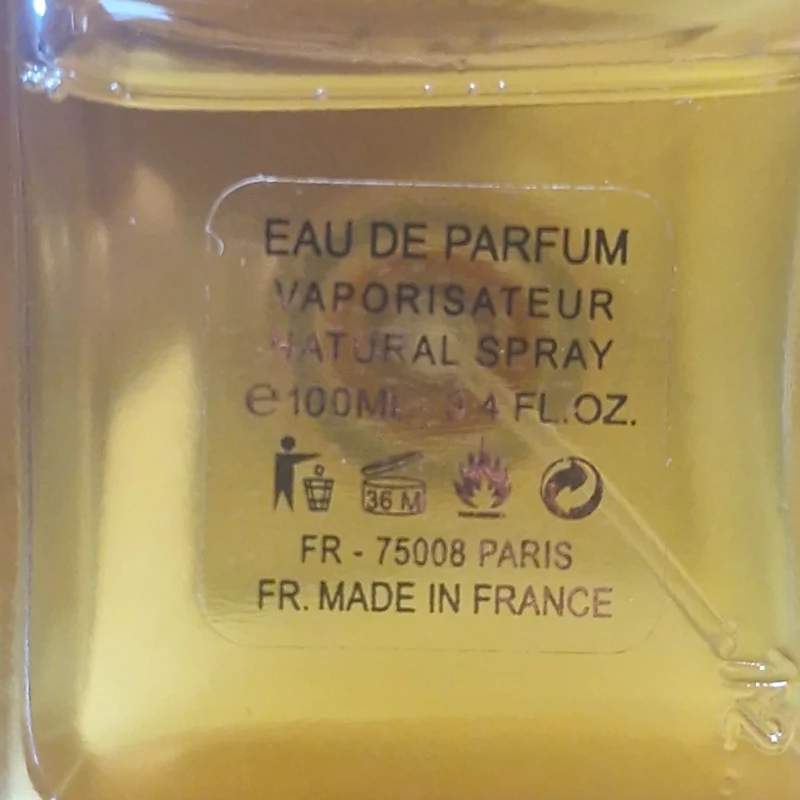 EAU DE PARFUM
VAPORISATEUR
NATURAL SPRAY
℮100ML 3.4 FL.OZ.
36 M
FR - 75008 PARIS
FR. MADE IN FRANCE